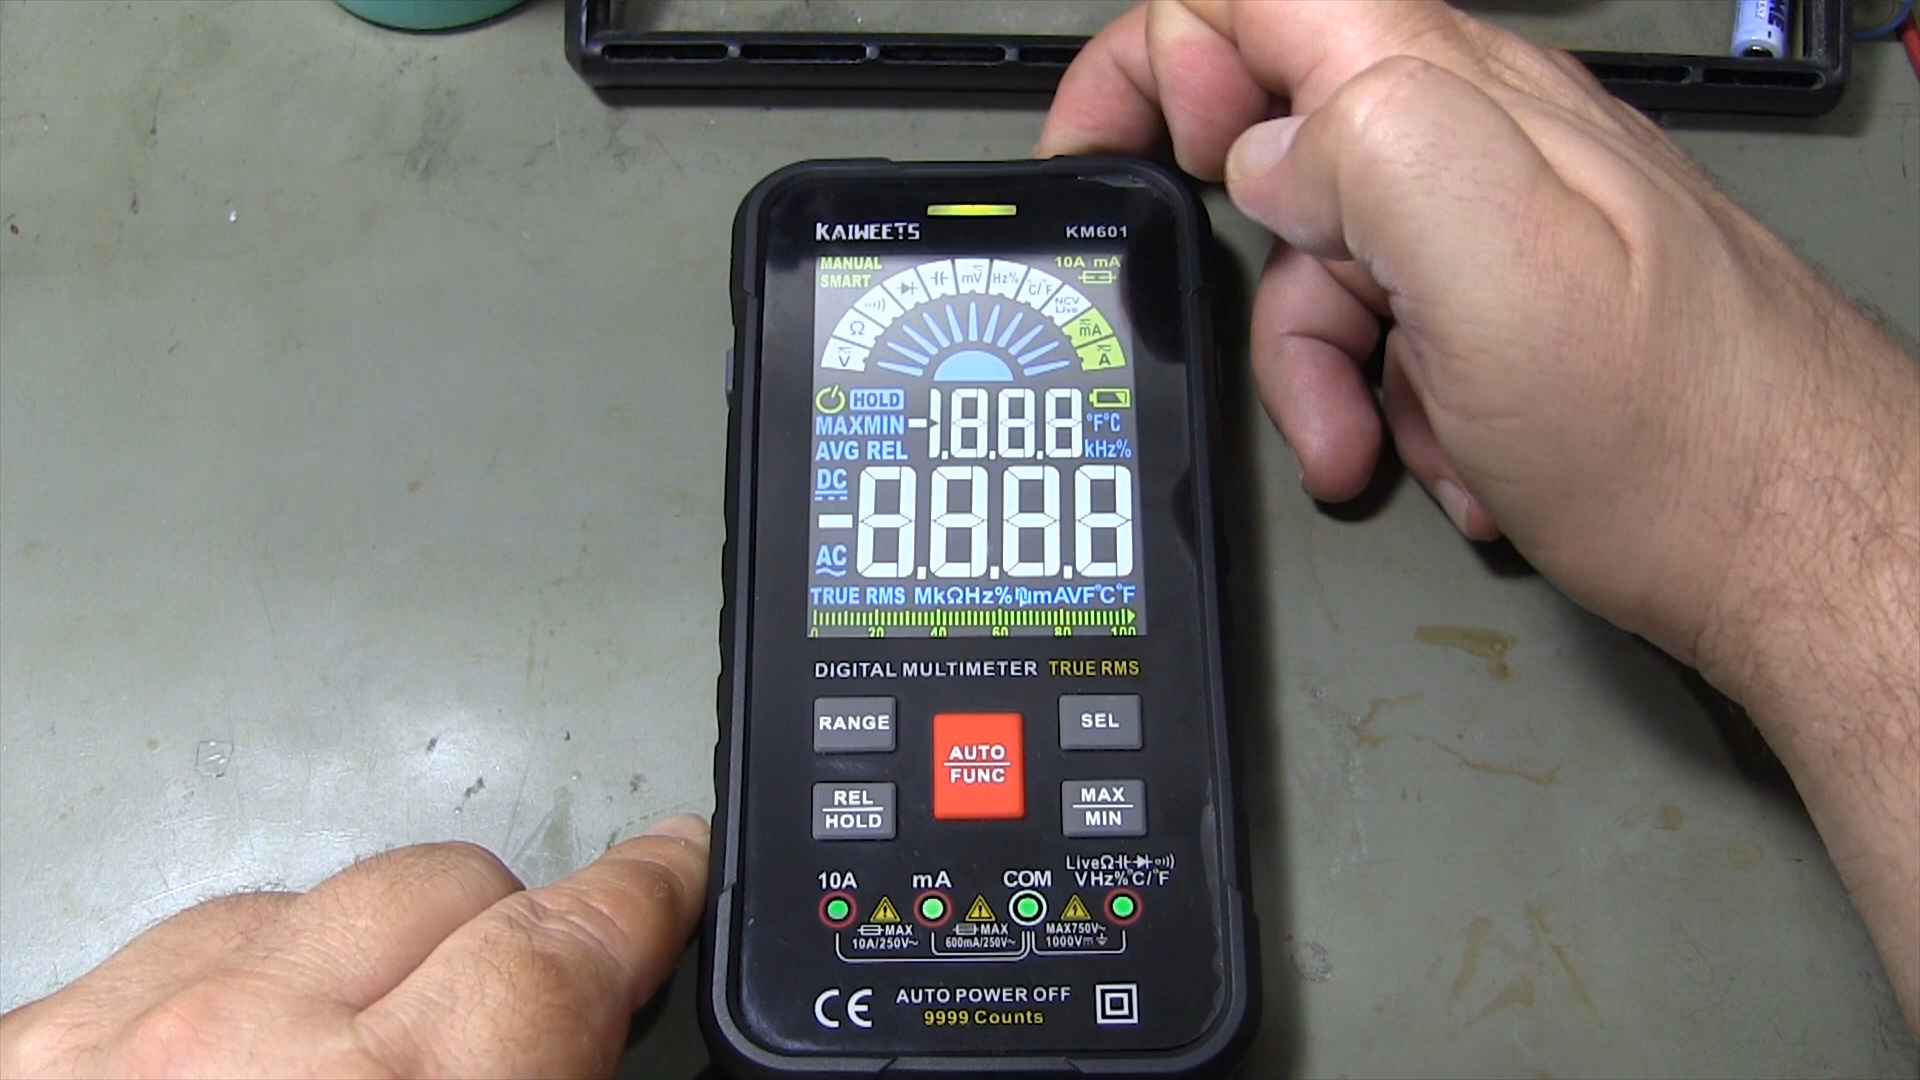 KAIWEETS
KM601
MANUAL
SMART
10A mA
V Ω mV Hz% °C/°F NCV Live mA A
HOLD
MAXMIN
-1.8.8.8
°F°C
AVG REL
kHz%
DC
-8.8.8.8
AC
TRUE RMS MkΩHz%
AVF°C°F
0 20 40 60 80 100
DIGITAL MULTIMETER TRUE RMS
RANGE
SEL
AUTO
FUNC
REL
HOLD
MAX
MIN
10A
mA
COM
LiveΩ
V Hz%°C/°F
MAX
10A/250V~
MAX
600mA/250V~
MAX750V~
1000V
CE
AUTO POWER OFF
9999 Counts